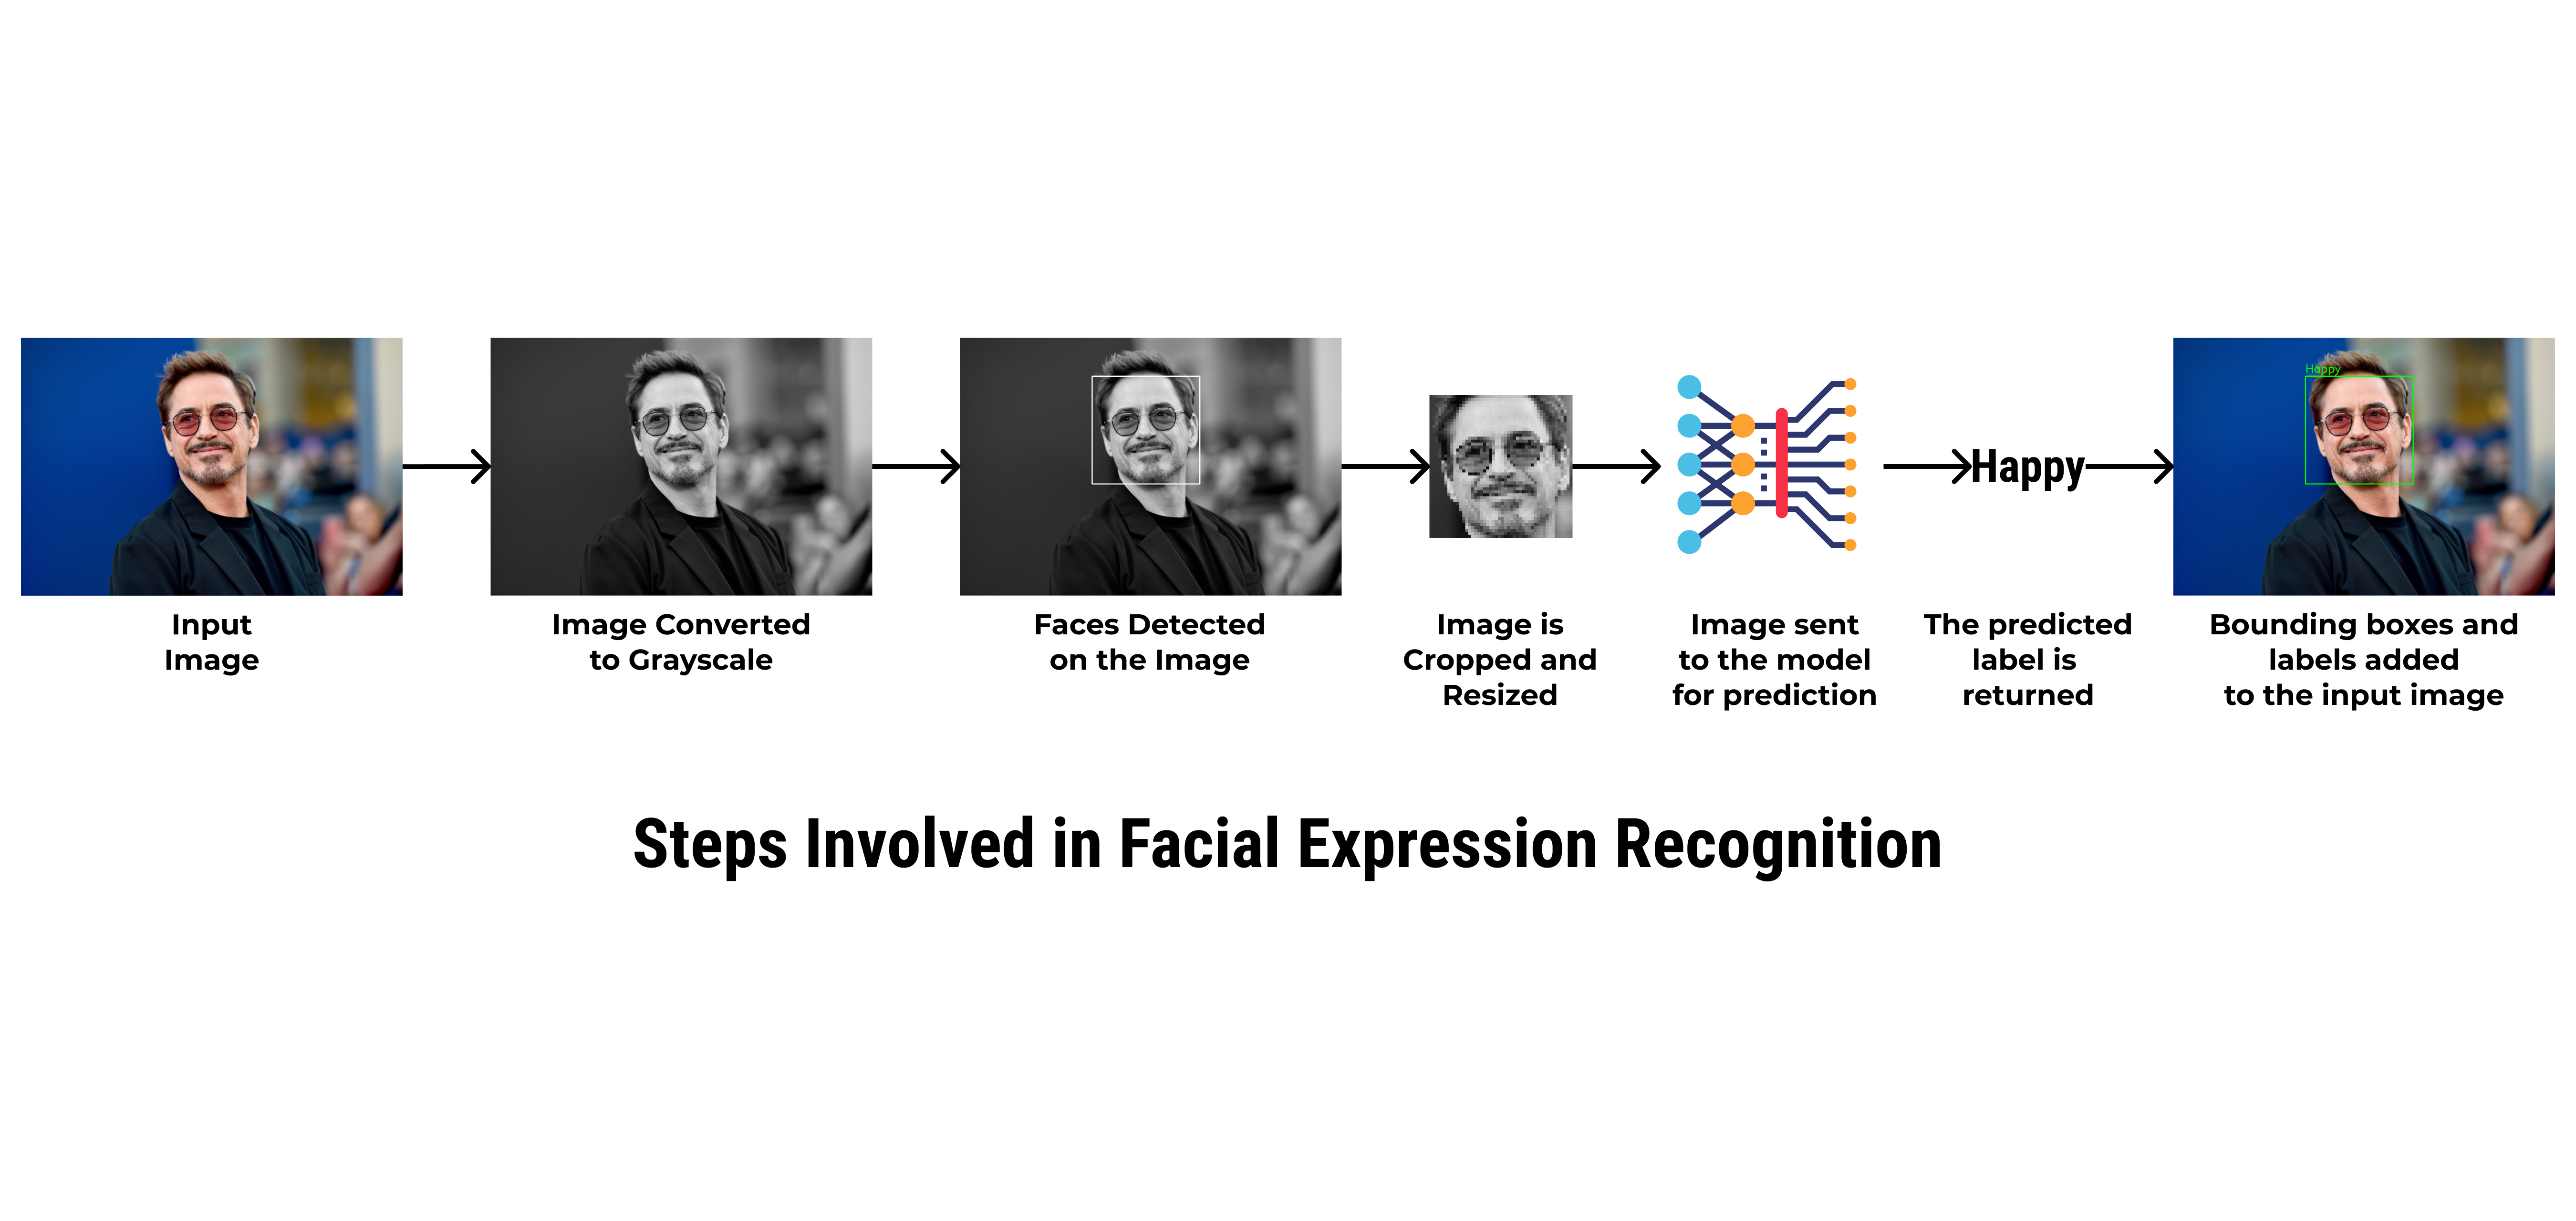 Happy
Happy
Input
Image
Image Converted
to Grayscale
Faces Detected
on the Image
Image is
Cropped and
Resized
Image sent
to the model
for prediction
The predicted
label is
returned
Bounding boxes and
labels added
to the input image
Steps Involved in Facial Expression Recognition